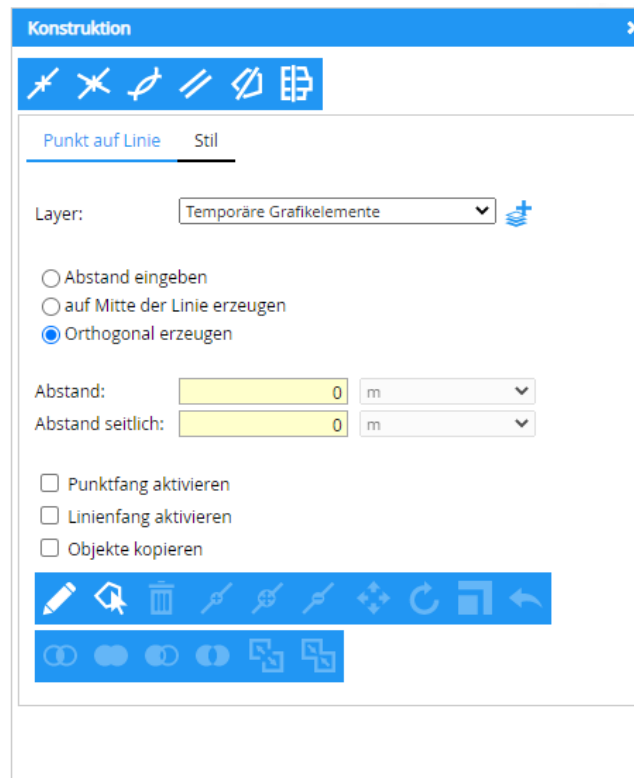 Konstruktion
Punkt auf Linie Stil
Layer: Temporäre Grafikelemente
Abstand eingeben
auf Mitte der Linie erzeugen
Orthogonal erzeugen
Abstand: 0 m
Abstand seitlich: 0 m
Punktfang aktivieren
Linienfang aktivieren
Objekte kopieren